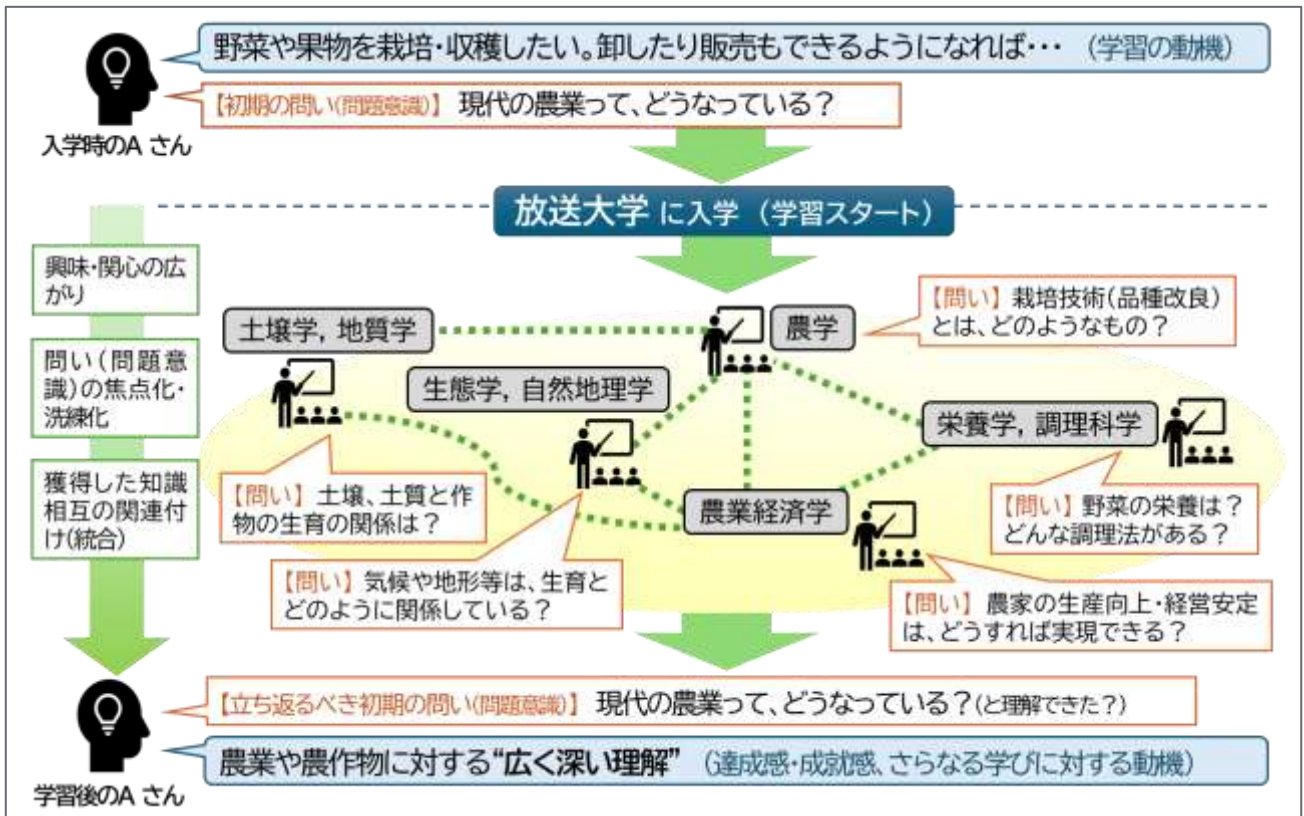 野菜や果物を栽培・収穫したい。卸したり販売もできるようになれば・・・ (学習の動機)
【初期の問い(問題意識)】 現代の農業って、どうなっている？
入学時のA さん
放送大学 に入学 (学習スタート)
興味・関心の広
がり
問い(問題意
識)の焦点化・
洗練化
獲得した知識
相互の関連付
け(統合)
土壌学, 地質学
農学
【問い】 栽培技術(品種改良)
とは、どのようなもの？
生態学, 自然地理学
栄養学, 調理科学
【問い】 土壌、土質と作
物の生育の関係は？
農業経済学
【問い】 野菜の栄養は？
どんな調理法がある？
【問い】 気候や地形等は、生育と
どのように関係している？
【問い】 農家の生産向上・経営安定
は、どうすれば実現できる？
【立ち返るべき初期の問い(問題意識)】 現代の農業って、どうなっている？(と理解できた？)
農業や農作物に対する“広く深い理解” (達成感・成就感、さらなる学びに対する動機)
学習後のA さん